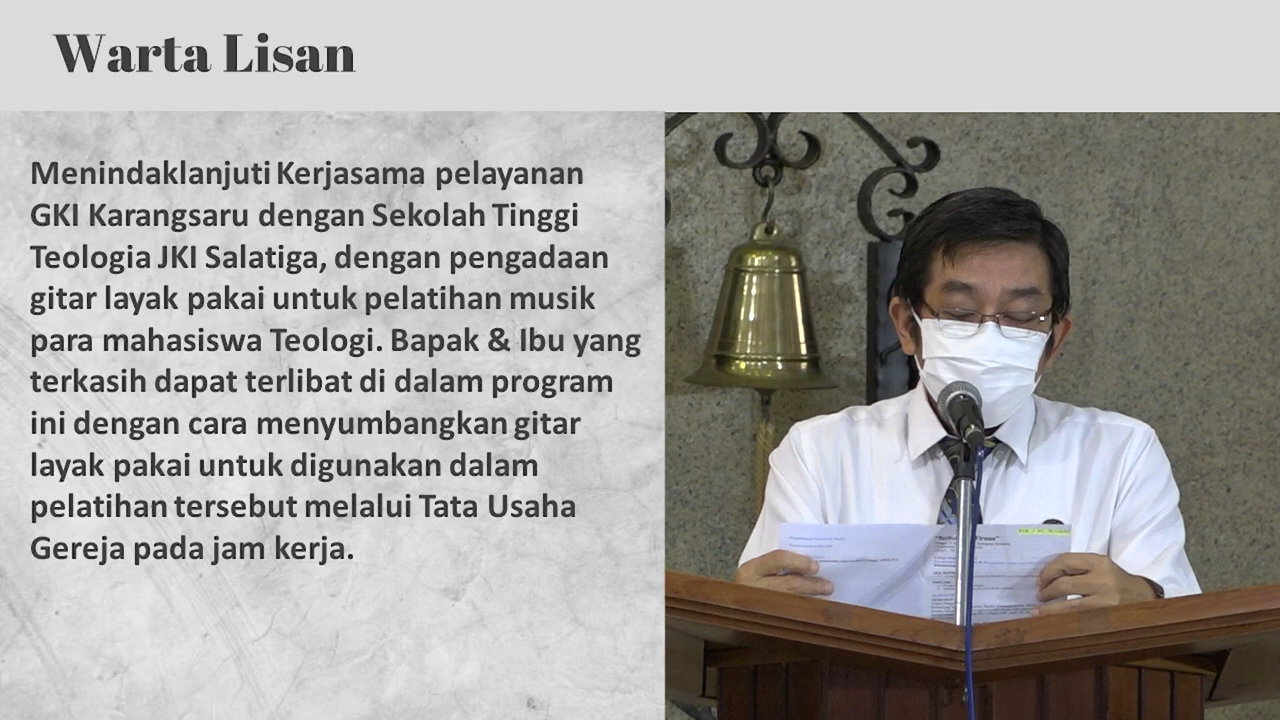 Warta Lisan
Menindaklanjuti Kerjasama pelayanan
GKI Karangsaru dengan Sekolah Tinggi
Teologia JKI Salatiga, dengan pengadaan
gitar layak pakai untuk pelatihan musik
para mahasiswa Teologi. Bapak & Ibu yang
terkasih dapat terlibat di dalam program
ini dengan cara menyumbangkan gitar
layak pakai untuk digunakan dalam
pelatihan tersebut melalui Tata Usaha
Gereja pada jam kerja.